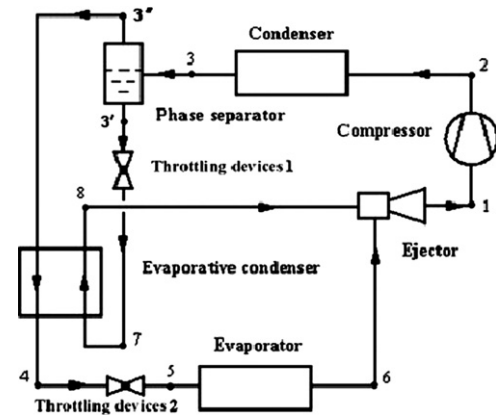 3"
Condenser
3
2
3'
Phase separator
Compressor
Throttling devices 1
8
1
Ejector
Evaporative condenser
7
Evaporator
4
5
6
Throttling devices 2